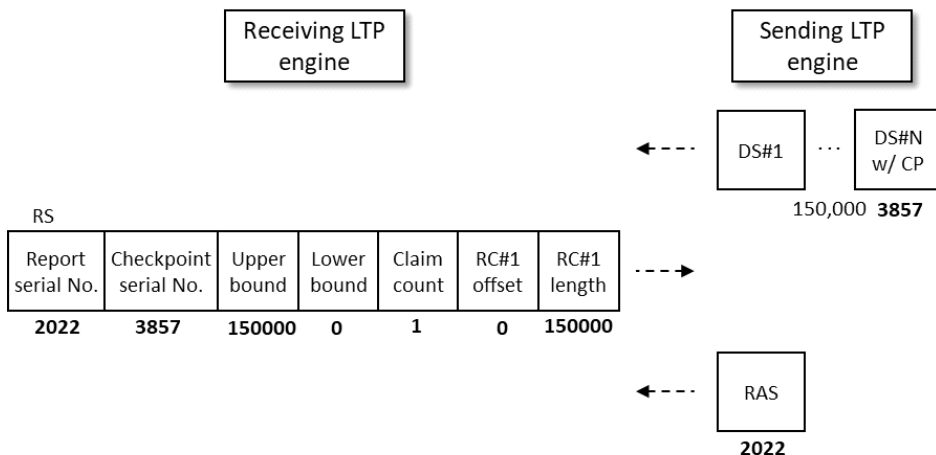 Receiving LTP
engine
Sending LTP
engine
DS#1
...
DS#N
w/ CP
150,000
3857
RS
Report
serial No.
Checkpoint
serial No.
Upper
bound
Lower
bound
Claim
count
RC#1
offset
RC#1
length
2022
3857
150000
0
1
0
150000
RAS
2022